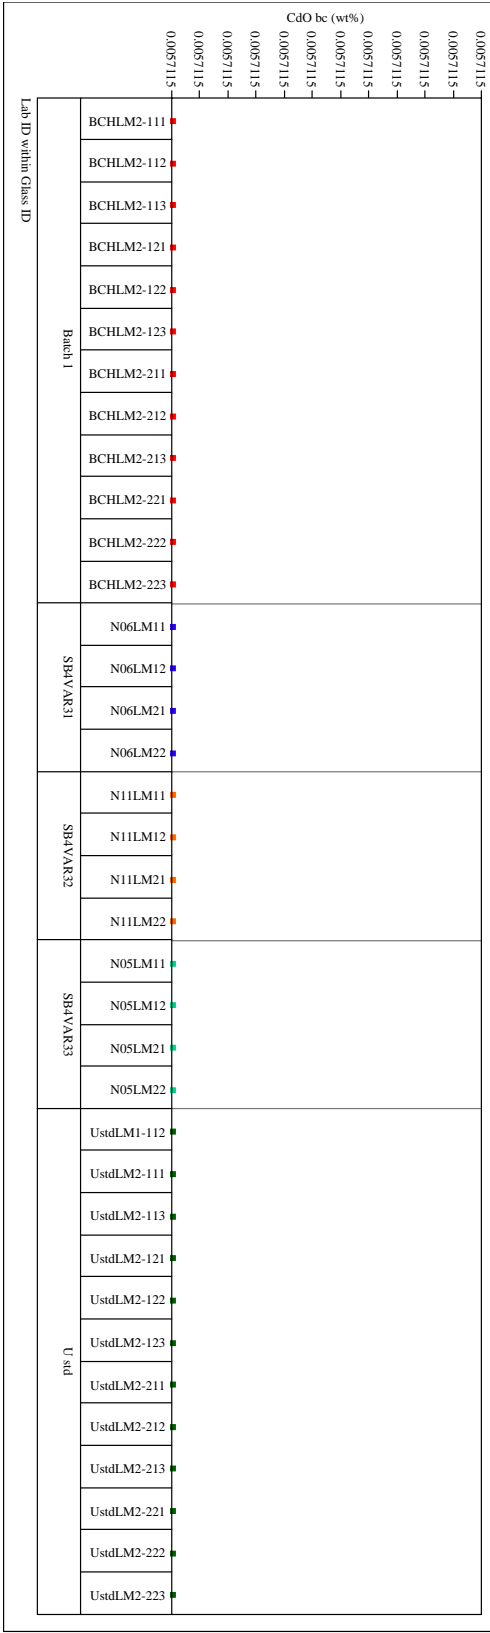 CdO bc (wt%)
0.0057115
0.0057115
0.0057115
0.0057115
0.0057115
0.0057115
0.0057115
0.0057115
0.0057115
0.0057115
0.0057115
0.0057115
BCHLM2-111
BCHLM2-112
BCHLM2-113
BCHLM2-121
BCHLM2-122
BCHLM2-123
BCHLM2-211
BCHLM2-212
BCHLM2-213
BCHLM2-221
BCHLM2-222
BCHLM2-223
N06LM11
N06LM12
N06LM21
N06LM22
N11LM11
N11LM12
N11LM21
N11LM22
N05LM11
N05LM12
N05LM21
N05LM22
UstdLM1-112
UstdLM2-111
UstdLM2-113
UstdLM2-121
UstdLM2-122
UstdLM2-123
UstdLM2-211
UstdLM2-212
UstdLM2-213
UstdLM2-221
UstdLM2-222
UstdLM2-223
Batch 1
SB4VAR31
SB4VAR32
SB4VAR33
U std
Lab ID within Glass ID